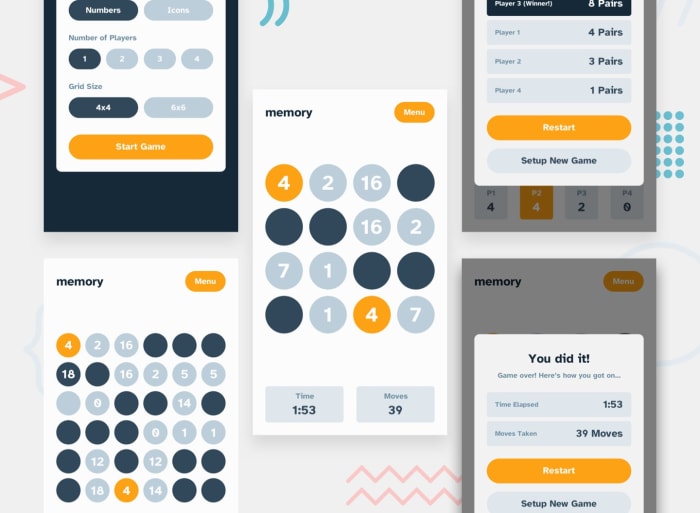 Numbers Icons
Number of Players
1 2 3 4
Grid Size
4x4 6x6
Start Game
memory Menu
4 2 16
18 16 2 5 5
0 14
0 1 1
12 12
18 4 14
memory Menu
4 2 16
16 2
7 1
1 4 7
Time Moves
1:53 39
Player 3 (Winner!) 8 Pairs
Player 1 4 Pairs
Player 2 3 Pairs
Player 4 1 Pairs
Restart
Setup New Game
P1 P2 P3 P4
4 4 2 0
memory Menu
You did it!
Game over! Here's how you got on...
Time Elapsed 1:53
Moves Taken 39 Moves
Restart
Setup New Game